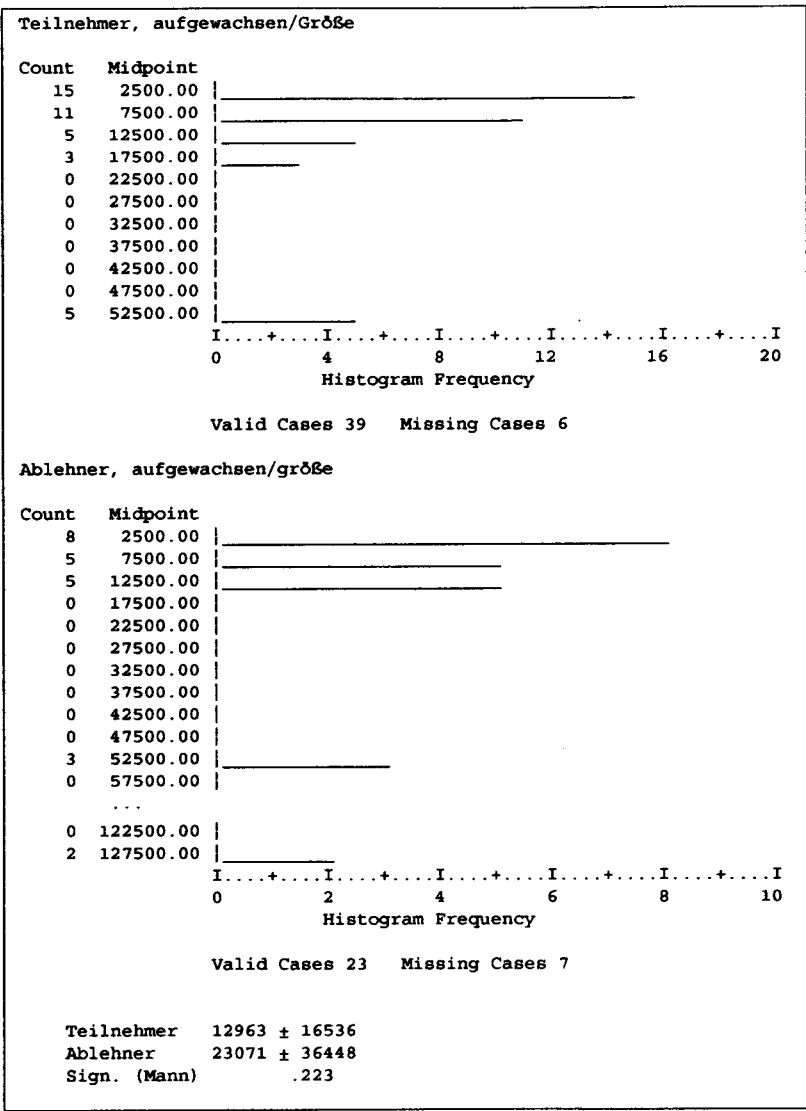 Teilnehmer, aufgewachsen/Größe
Count Midpoint
15 2500.00
11 7500.00
5 12500.00
3 17500.00
0 22500.00
0 27500.00
0 32500.00
0 37500.00
0 42500.00
0 47500.00
5 52500.00
I....+....I....+....I....+....I....+....I....+....I
0 4 8 12 16 20
Histogram Frequency
Valid Cases 39 Missing Cases 6
Ablehner, aufgewachsen/größe
Count Midpoint
8 2500.00
5 7500.00
5 12500.00
0 17500.00
0 22500.00
0 27500.00
0 32500.00
0 37500.00
0 42500.00
0 47500.00
3 52500.00
0 57500.00
...
0 122500.00
2 127500.00
I....+....I....+....I....+....I....+....I....+....I
0 2 4 6 8 10
Histogram Frequency
Valid Cases 23 Missing Cases 7
Teilnehmer 12963 ± 16536
Ablehner 23071 ± 36448
Sign. (Mann) .223